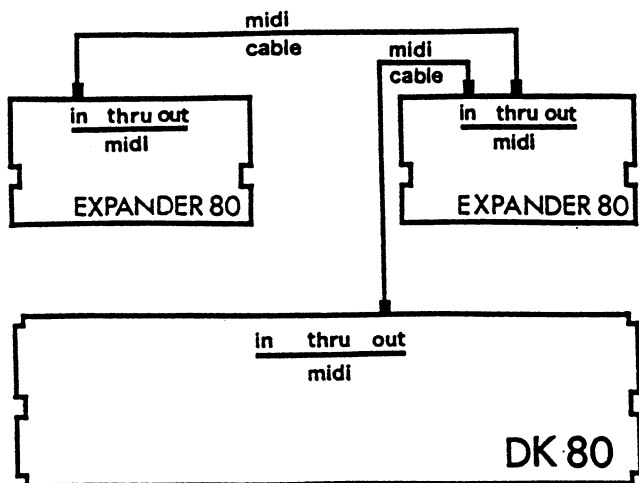 midi
cable
midi
cable
in thru out
midi
EXPANDER 80
in thru out
midi
EXPANDER 80
in thru out
midi
DK 80